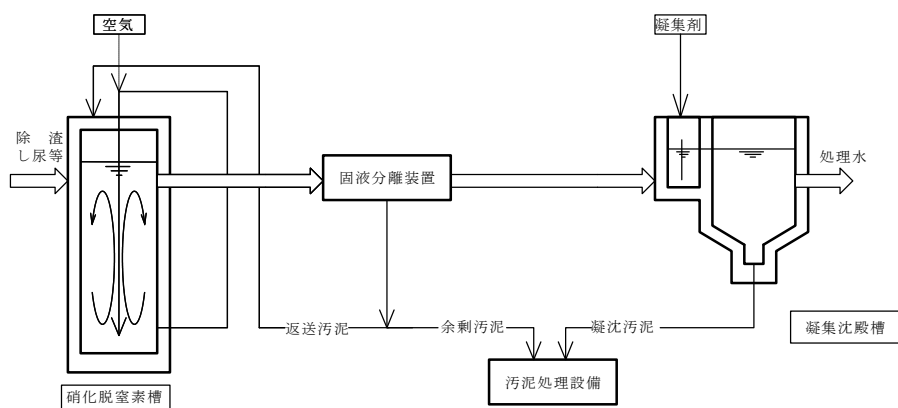 空気
凝集剤
除渣
し尿等
固液分離装置
処理水
返送汚泥
余剰汚泥
凝沈汚泥
凝集沈殿槽
汚泥処理設備
硝化脱窒素槽